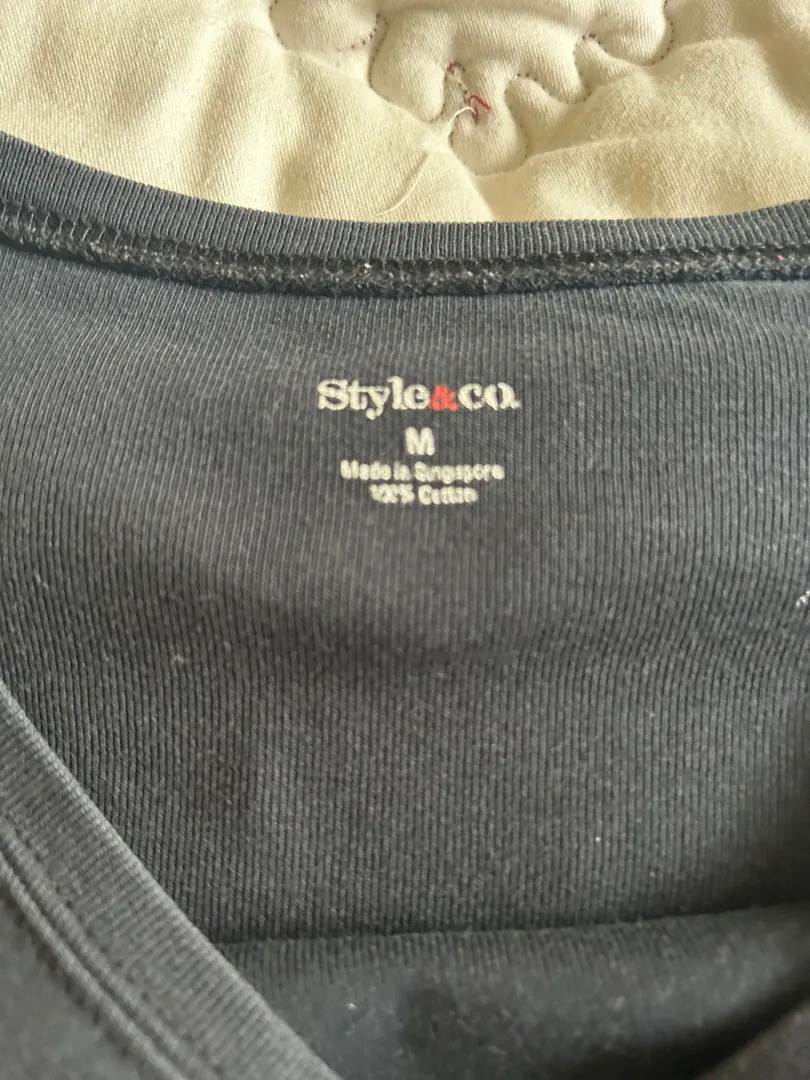 Style&co.
M
Made in Singapore
100% Cotton